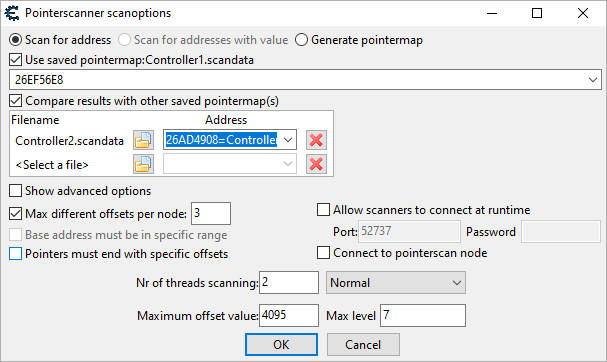 Pointerscanner scanoptions
Scan for address Scan for addresses with value Generate pointermap
Use saved pointermap:Controller1.scandata
26EF56E8
Compare results with other saved pointermap(s)
Filename Address
Controller2.scandata 26AD4908=Controller
<Select a file>
Show advanced options
Max different offsets per node: 3
Allow scanners to connect at runtime
Base address must be in specific range
Port: 52737 Password
Pointers must end with specific offsets
Connect to pointerscan node
Nr of threads scanning: 2 Normal
Maximum offset value: 4095 Max level 7
OK Cancel